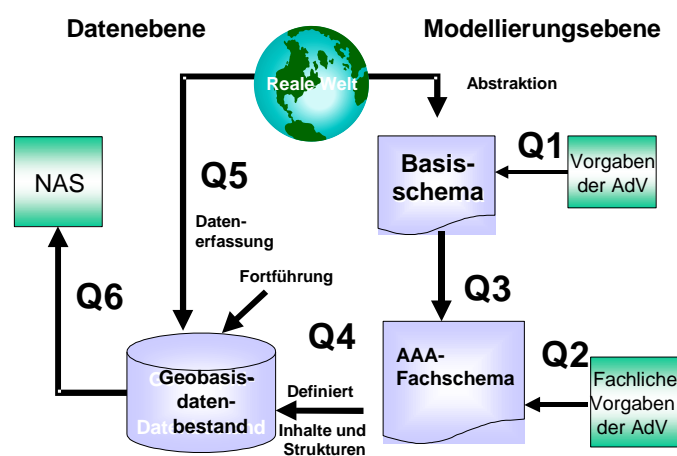 Datenebene
Modellierungsebene
Reale Welt
Abstraktion
Q1
Basis-
schema
Vorgaben
der AdV
NAS
Q5
Daten-
erfassung
Fortführung
Q3
Q6
Q4
AAA-
Fachschema
Q2
Fachliche
Vorgaben
der AdV
Geobasis-
daten-
bestand
Definiert
Inhalte und
Strukturen